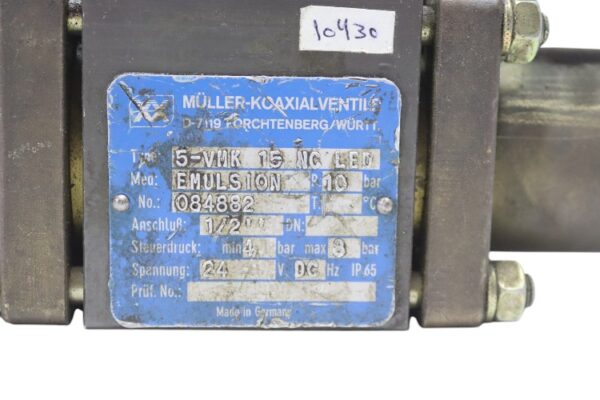 10430
MÜLLER-KOAXIALVENTILE
D-7119 FORCHTENBERG/WÜRTT.
Type: 5-VMK 15 NC LED
Med: EMULSION P: 10 bar
No.: 084882 T: °C
Anschluß: 1/2" DN:
Steuerdruck: min 4 bar max 8 bar
Spannung: 24 V DC Hz IP 65
Prüf. No.:
Made in Germany